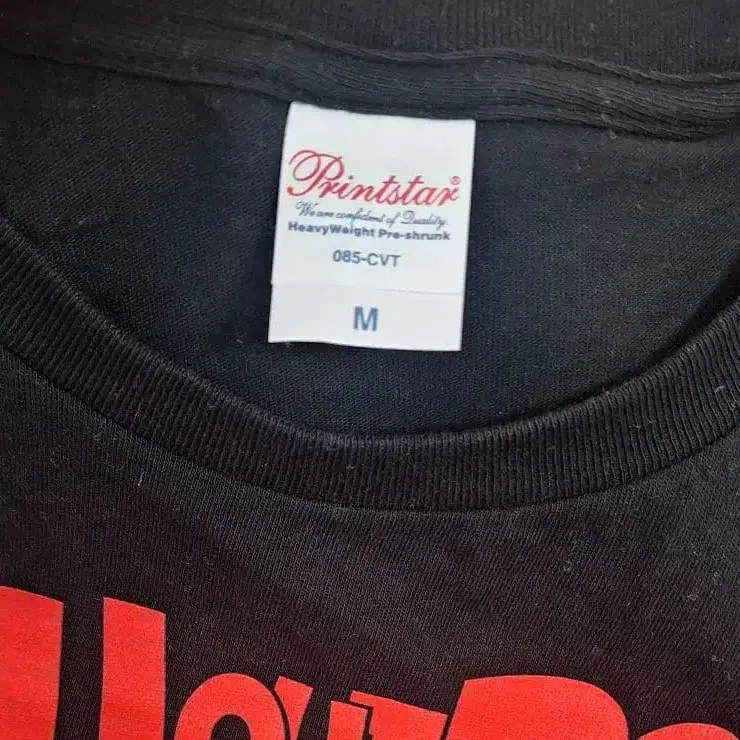 Printstar®
We are confident of Quality.
HeavyWeight Pre-shrunk
085-CVT
M